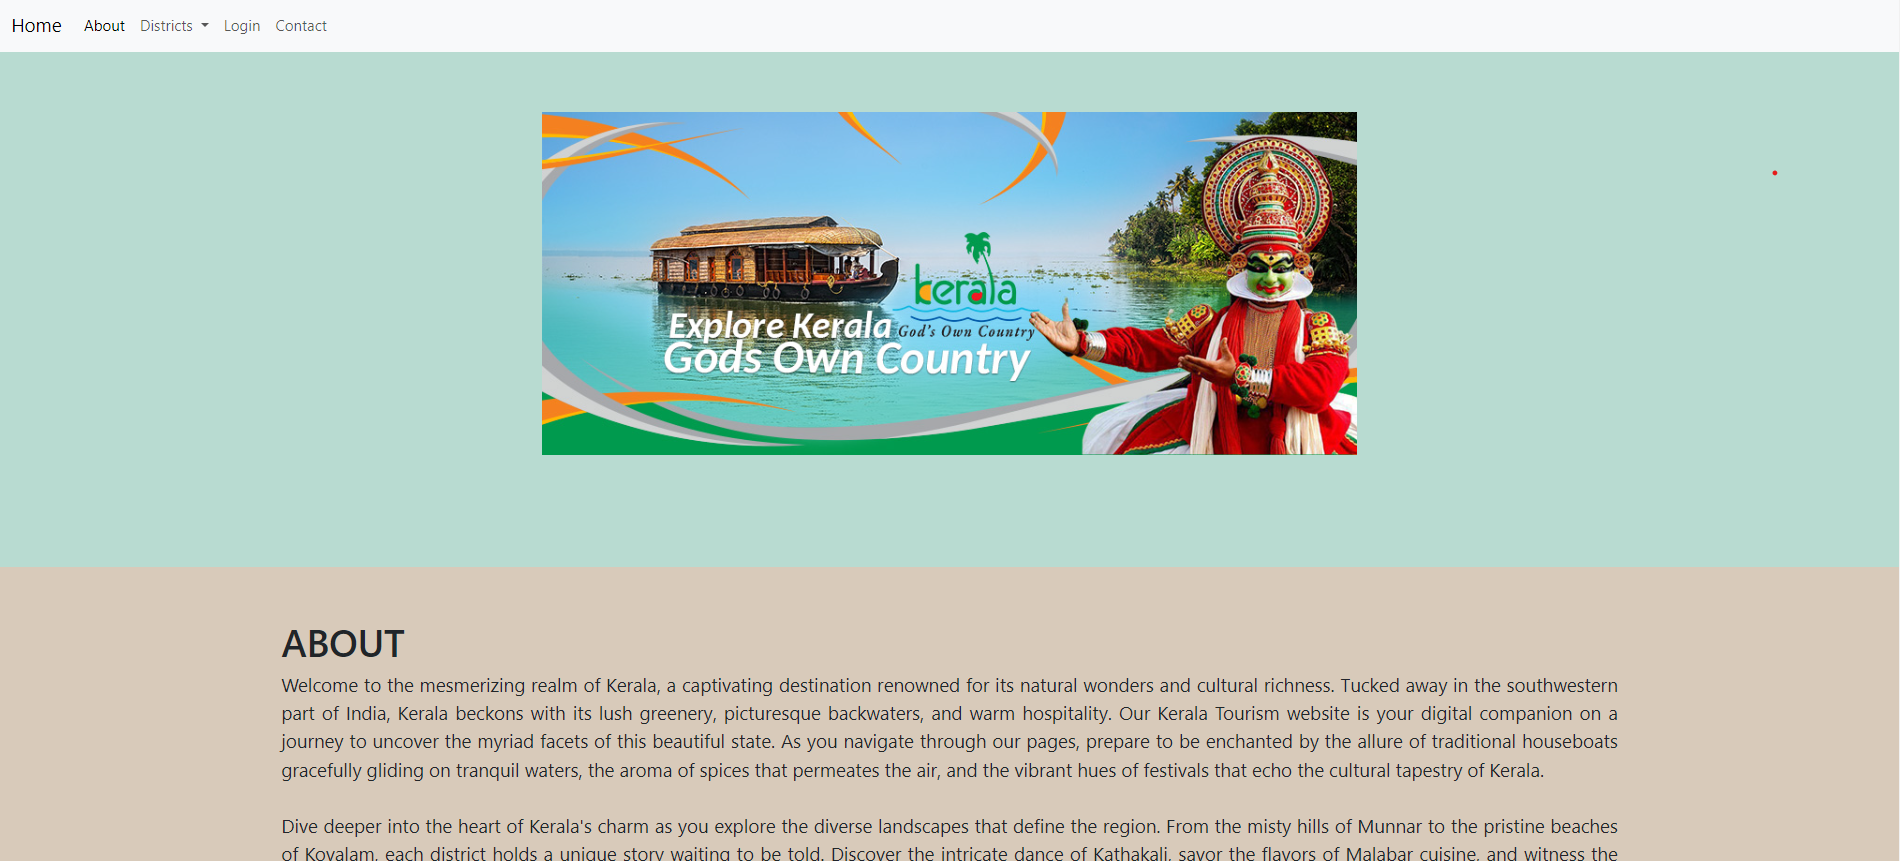 Home About Districts Login Contact
kerala
God's Own Country
Explore Kerala
Gods Own Country
ABOUT
Welcome to the mesmerizing realm of Kerala, a captivating destination renowned for its natural wonders and cultural richness. Tucked away in the southwestern
part of India, Kerala beckons with its lush greenery, picturesque backwaters, and warm hospitality. Our Kerala Tourism website is your digital companion on a
journey to uncover the myriad facets of this beautiful state. As you navigate through our pages, prepare to be enchanted by the allure of traditional houseboats
gracefully gliding on tranquil waters, the aroma of spices that permeates the air, and the vibrant hues of festivals that echo the cultural tapestry of Kerala.
Dive deeper into the heart of Kerala's charm as you explore the diverse landscapes that define the region. From the misty hills of Munnar to the pristine beaches
of Kovalam, each district holds a unique story waiting to be told. Discover the intricate dance of Kathakali, savor the flavors of Malabar cuisine, and witness the